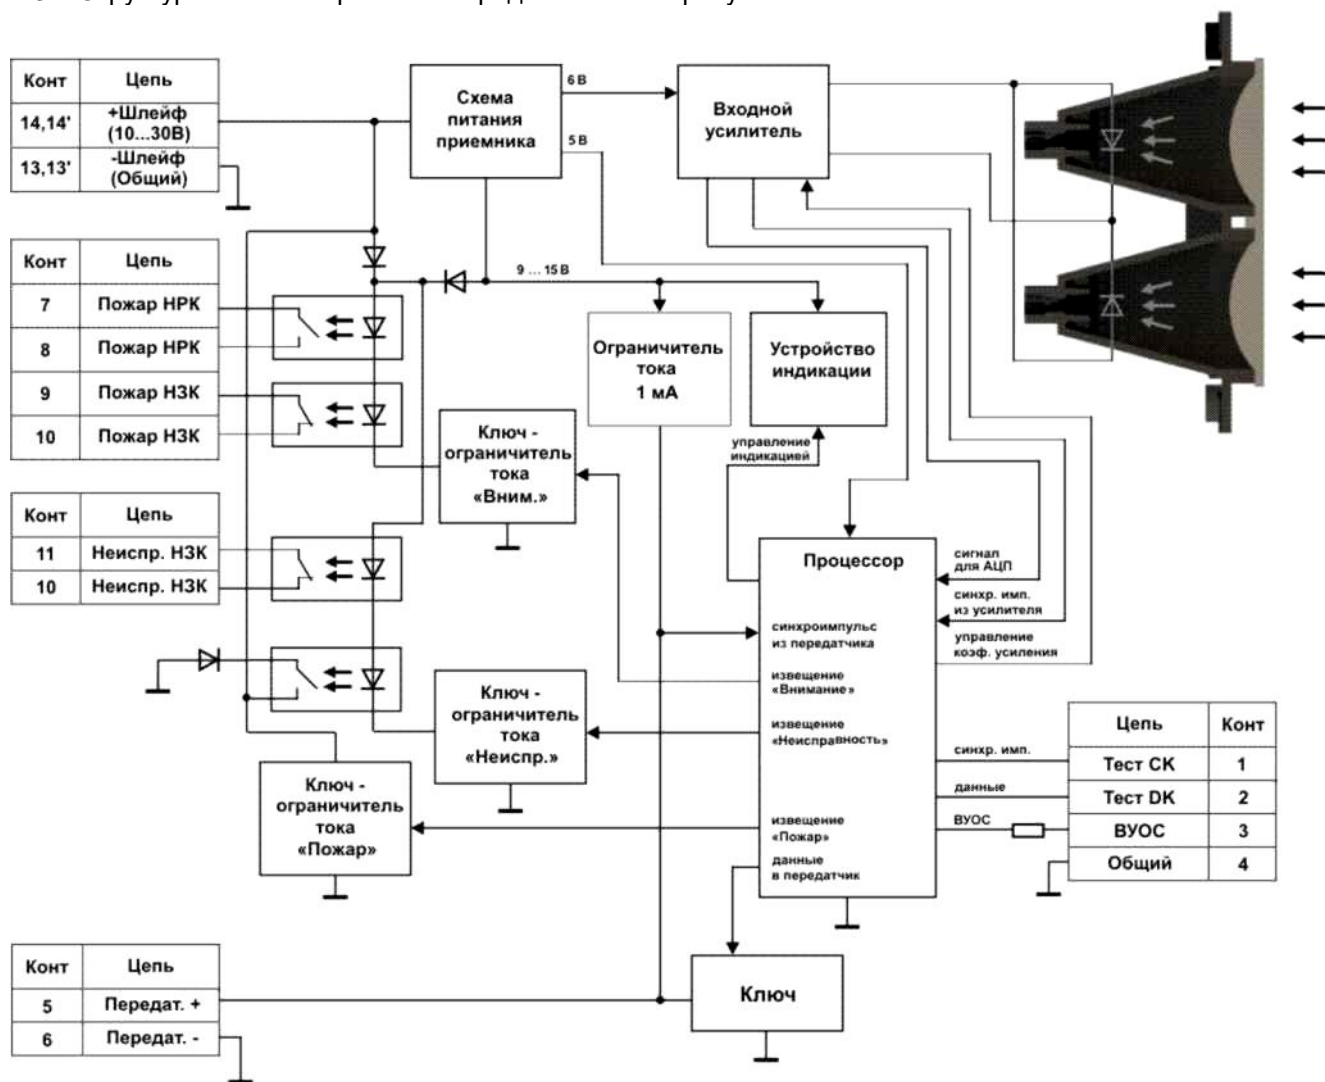 Конт Цепь
14,14' +Шлейф (10...30В)
13,13' -Шлейф (Общий)
Схема
питания
приемника
6 В
5 В
Входной
усилитель
Конт Цепь
7 Пожар НРК
8 Пожар НРК
9 Пожар НЗК
10 Пожар НЗК
9 ... 15 В
Ограничитель
тока
1 мА
Устройство
индикации
управление
индикацией
Ключ -
ограничитель
тока
«Вним.»
Конт Цепь
11 Неиспр. НЗК
10 Неиспр. НЗК
Процессор
сигнал
для АЦП
синхр. имп.
из усилителя
управление
коэф. усиления
синхроимпульс
из передатчика
извещение
«Внимание»
извещение
«Неисправность»
извещение
«Пожар»
данные
в передатчик
Ключ -
ограничитель
тока
«Неиспр.»
Ключ -
ограничитель
тока
«Пожар»
синхр. имп.
данные
ВУОС
Цепь Конт
Тест СК 1
Тест DK 2
ВУОС 3
Общий 4
Конт Цепь
5 Передат. +
6 Передат. -
Ключ